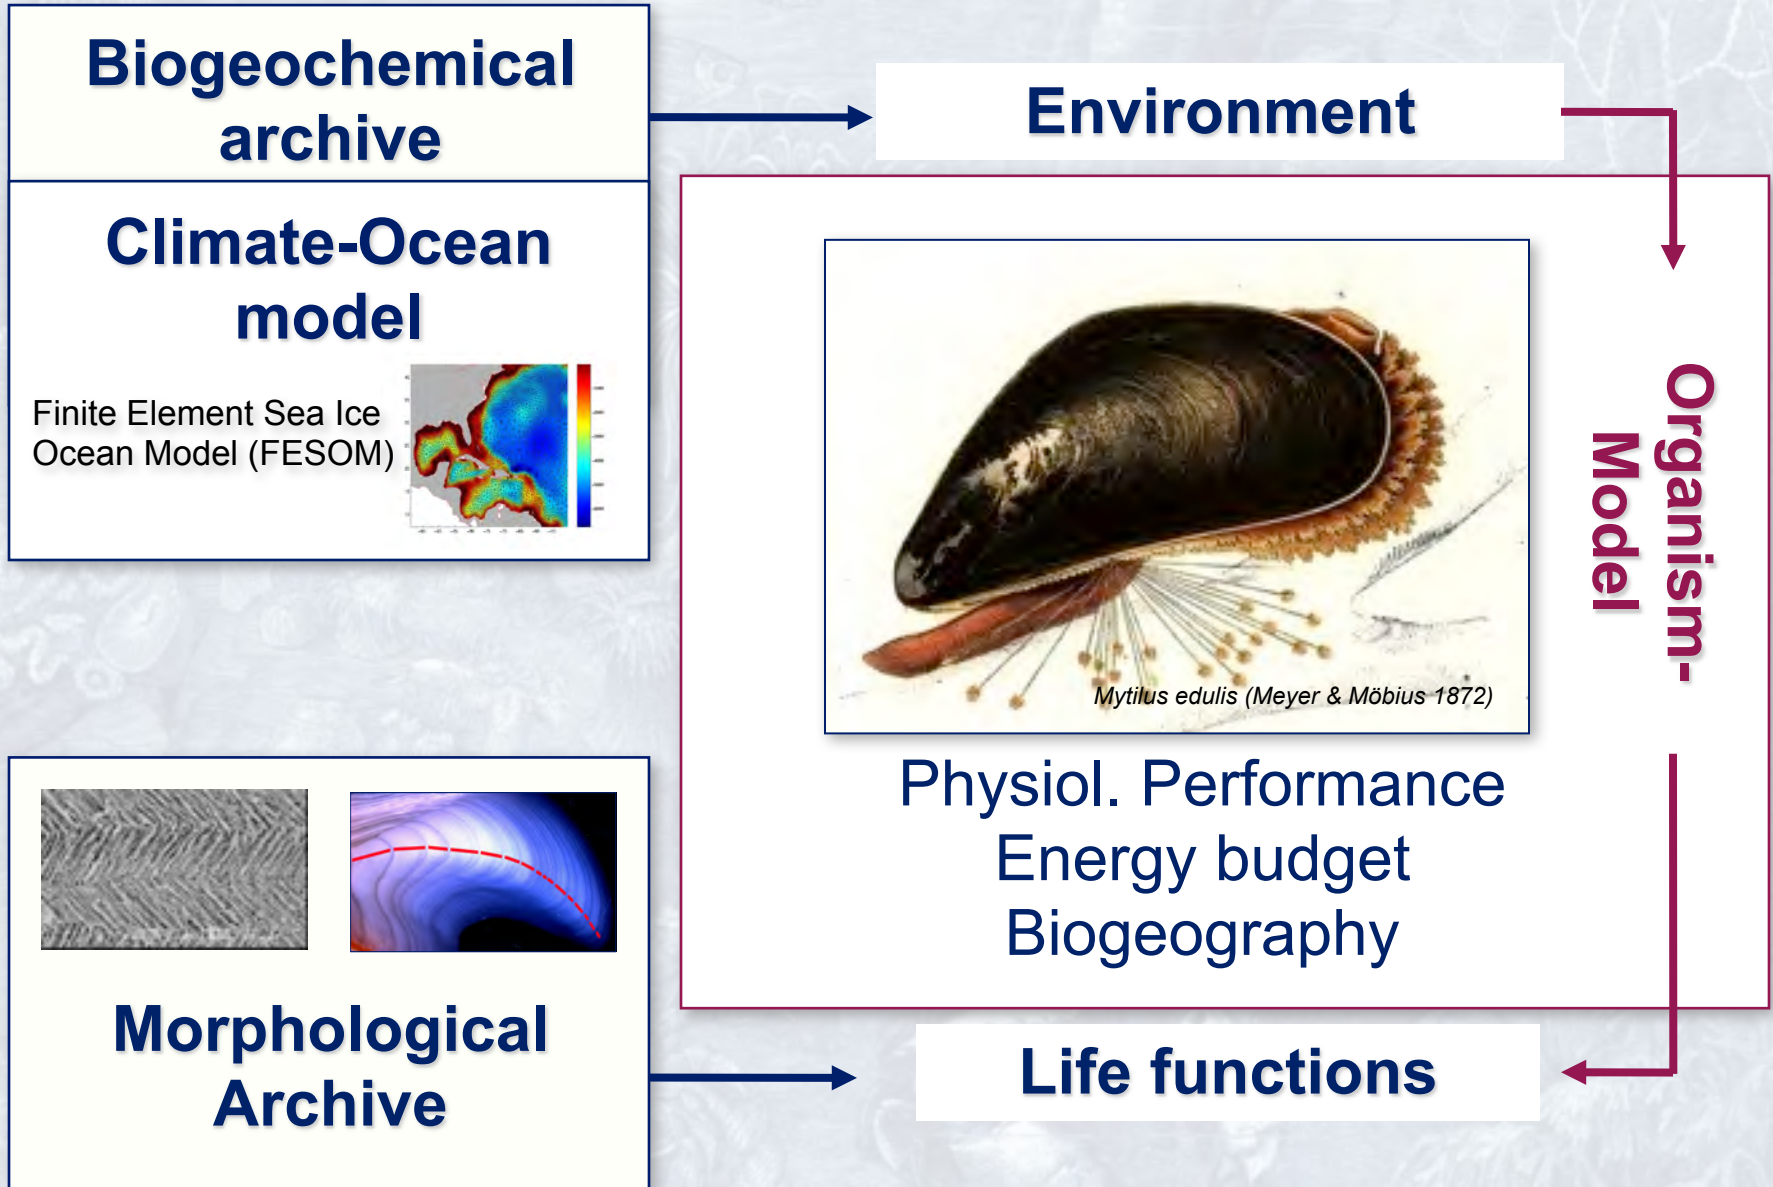 Biogeochemical
archive
Climate-Ocean
model
Finite Element Sea Ice
Ocean Model (FESOM)
Environment
Organism-
Model
Mytilus edulis (Meyer & Möbius 1872)
Physiol. Performance
Energy budget
Biogeography
Morphological
Archive
Life functions